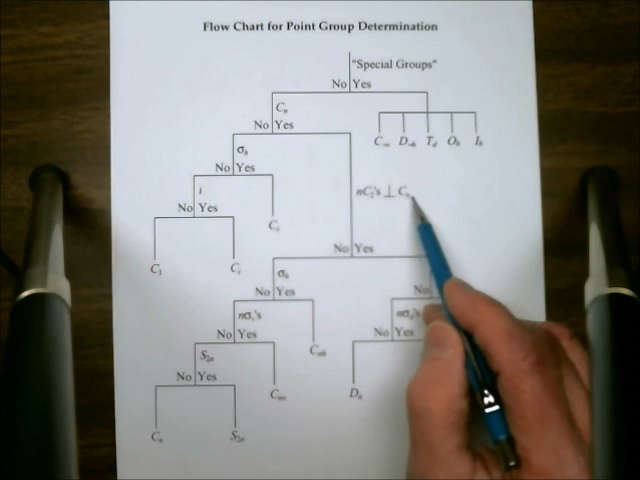 Flow Chart for Point Group Determination
"Special Groups"
No Yes
Cₙ
No Yes
C∞v D∞h Td Oh Ih
σh
No Yes
i
nC₂'s ⊥ Cₙ
No Yes
Cs
No Yes
C₁ Ci
σh
No Yes
No
nσv's
nσd's
No Yes
No Yes
S₂ₙ
Cnh
No Yes
Cnv
Dn
Cn
S₂ₙ